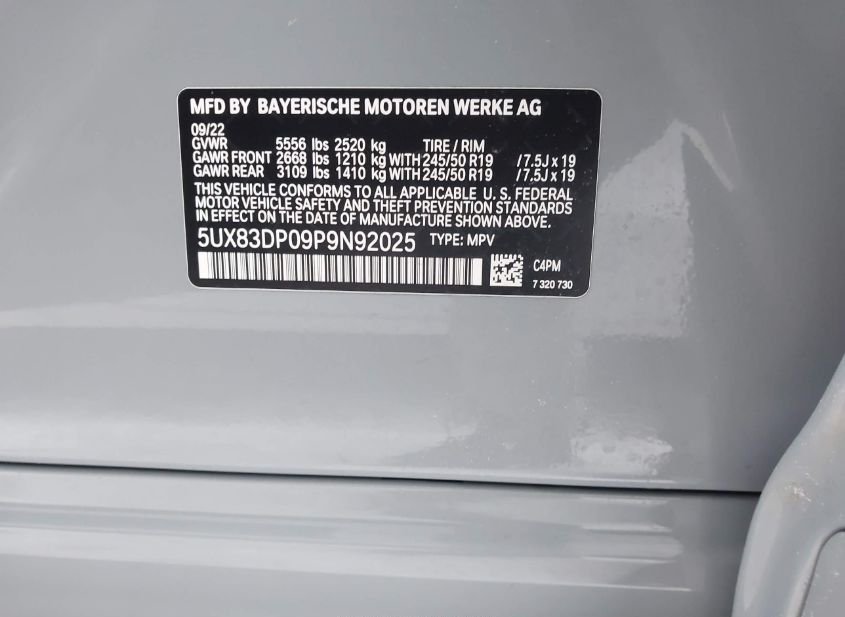 MFD BY BAYERISCHE MOTOREN WERKE AG
09/22
GVWR 5556 lbs 2520 kg TIRE / RIM
GAWR FRONT 2668 lbs 1210 kg WITH 245/50 R19 / 7.5J x 19
GAWR REAR 3109 lbs 1410 kg WITH 245/50 R19 / 7.5J x 19
THIS VEHICLE CONFORMS TO ALL APPLICABLE U. S. FEDERAL
MOTOR VEHICLE SAFETY AND THEFT PREVENTION STANDARDS
IN EFFECT ON THE DATE OF MANUFACTURE SHOWN ABOVE.
5UX83DP09P9N92025 TYPE: MPV
C4PM
7 320 730